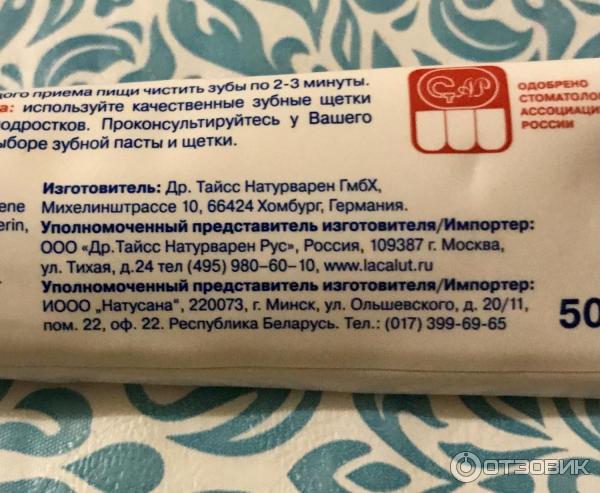 приема пищи чистить зубы по 2-3 минуты.
используйте качественные зубные щетки
Проконсультируйтесь у Вашего
зубной пасты и щетки.
САР
ОДОБРЕНО
СТОМАТОЛОГ
АССОЦИАЦИ
РОССИИ
Изготовитель: Др. Тайсс Натурварен ГмбХ,
Михелинштрассе 10, 66424 Хомбург, Германия.
Уполномоченный представитель изготовителя/Импортер:
ООО «Др.Тайсс Натурварен Рус», Россия, 109387 г. Москва,
ул. Тихая, д.24 тел (495) 980–60–10, www.lacalut.ru
Уполномоченный представитель изготовителя/Импортер:
ИООО „Натусана", 220073, г. Минск, ул. Ольшевского, д. 20/11,
пом. 22, оф. 22. Республика Беларусь. Тел.: (017) 399-69-65
50
ОТЗОВИК